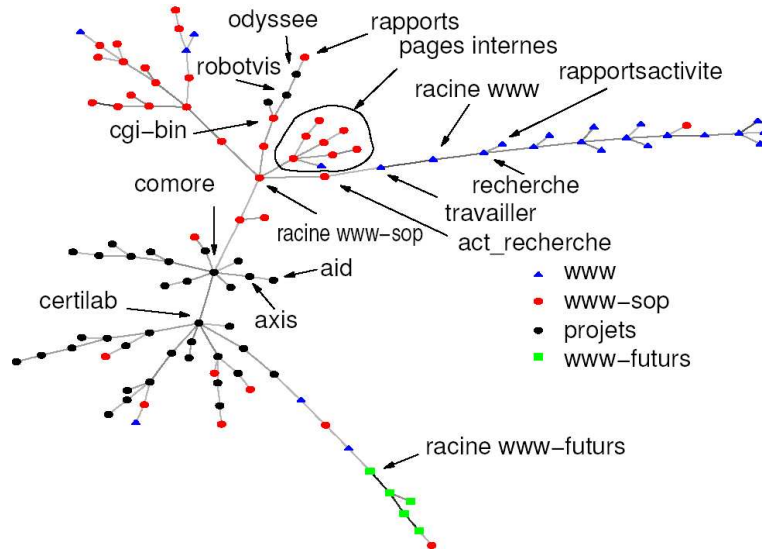 odyssee
rapports
pages internes
robotvis
racine www
rapportsactivite
cgi-bin
comore
recherche
travailler
racine www-sop
act_recherche
aid
certilab
axis
www
www-sop
projets
www-futurs
racine www-futurs